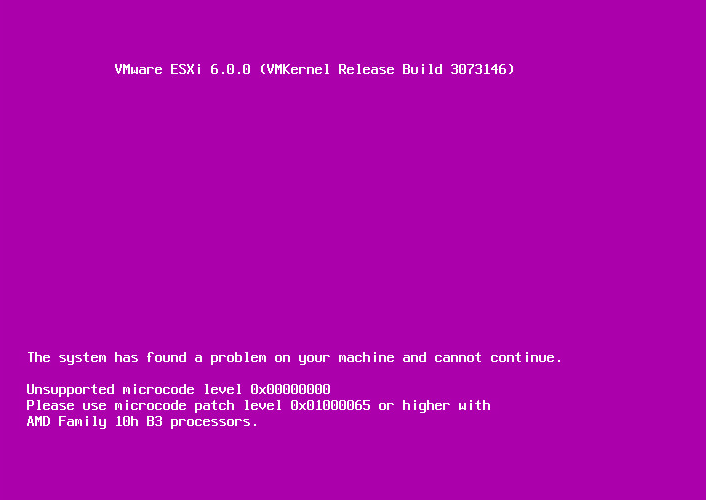 VMware ESXi 6.0.0 (VMKernel Release Build 3073146)
The system has found a problem on your machine and cannot continue.
Unsupported microcode level 0x00000000
Please use microcode patch level 0x01000065 or higher with
AMD Family 10h B3 processors.